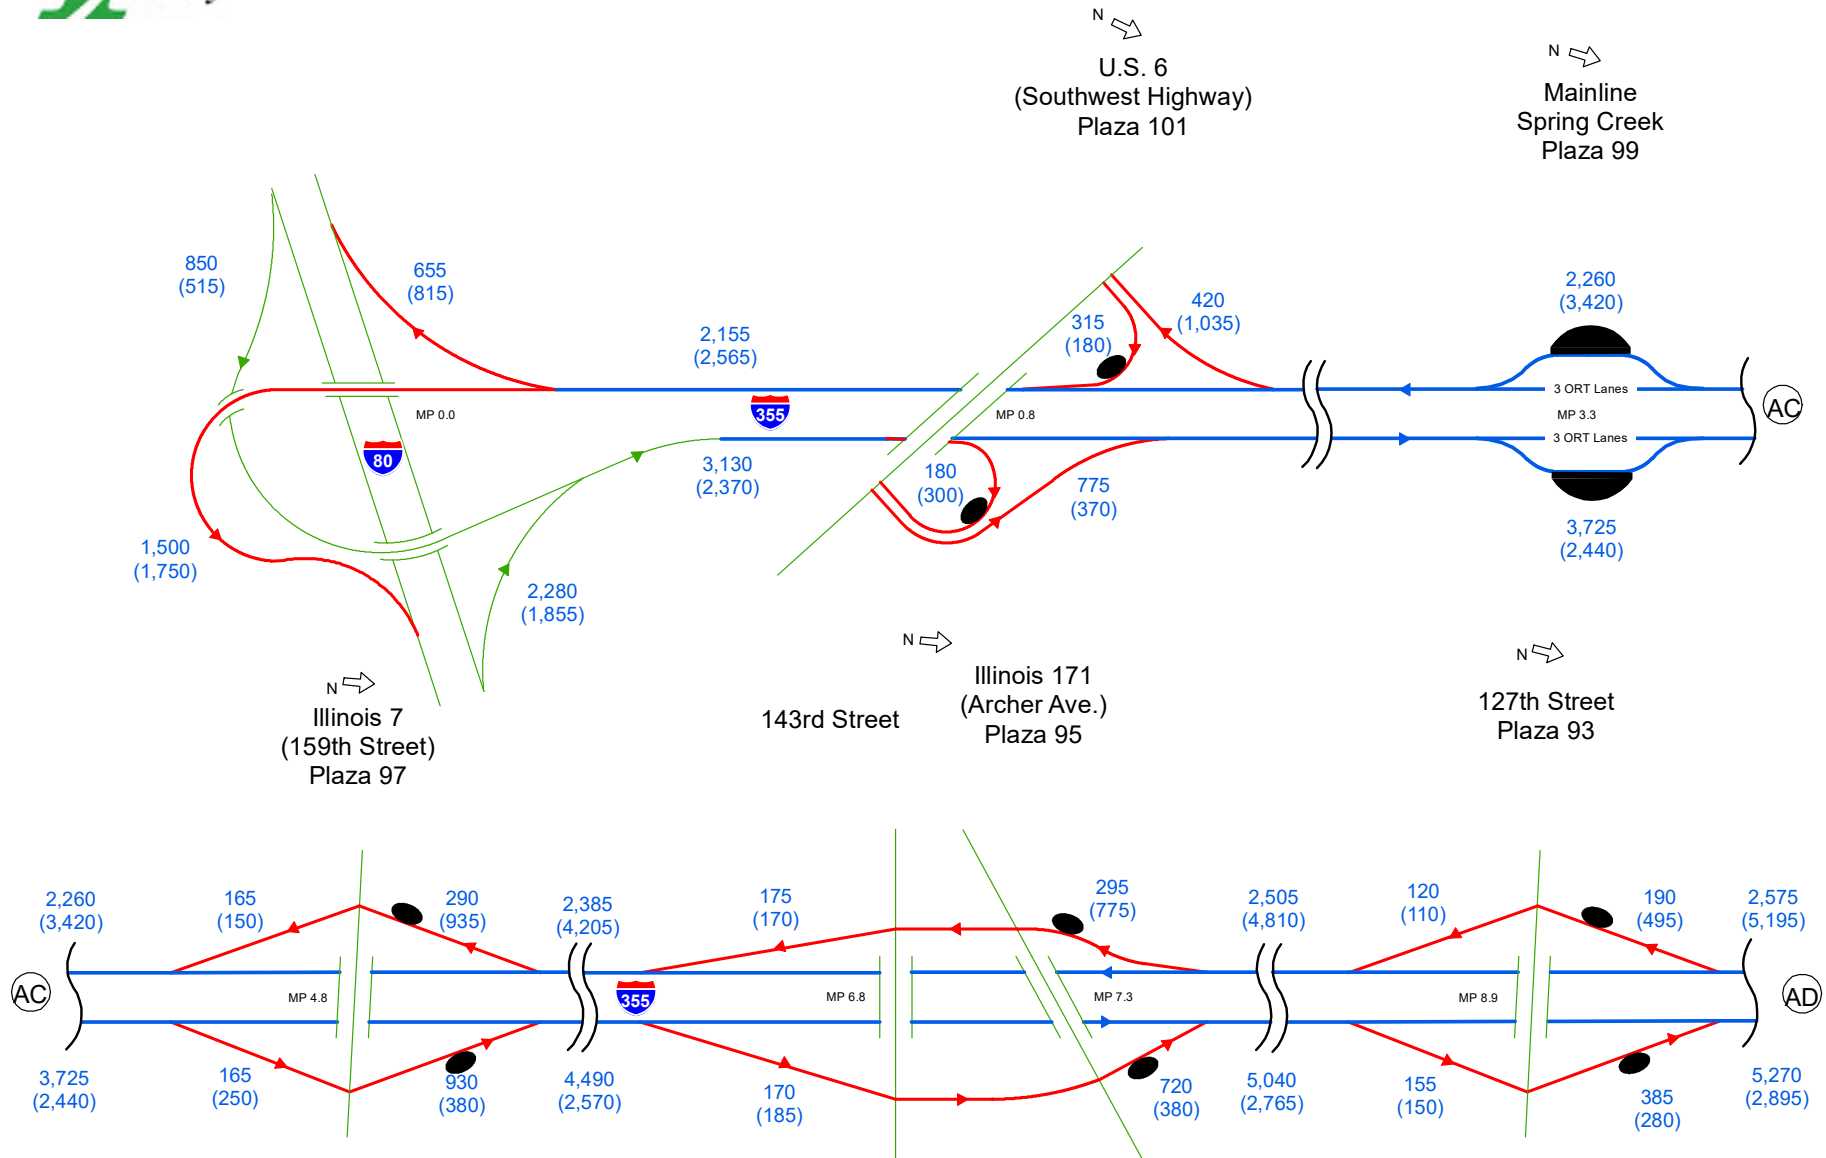 N
U.S. 6
(Southwest Highway)
Plaza 101
N
Mainline
Spring Creek
Plaza 99
850
(515)
655
(815)
2,155
(2,565)
315
(180)
420
(1,035)
2,260
(3,420)
MP 0.0
355
MP 0.8
3 ORT Lanes
MP 3.3
3 ORT Lanes
AC
80
3,130
(2,370)
180
(300)
775
(370)
3,725
(2,440)
1,500
(1,750)
2,280
(1,855)
N
Illinois 7
(159th Street)
Plaza 97
143rd Street
N
Illinois 171
(Archer Ave.)
Plaza 95
N
127th Street
Plaza 93
2,260
(3,420)
165
(150)
290
(935)
2,385
(4,205)
175
(170)
295
(775)
2,505
(4,810)
120
(110)
190
(495)
2,575
(5,195)
AC
MP 4.8
355
MP 6.8
MP 7.3
MP 8.9
AD
3,725
(2,440)
165
(250)
930
(380)
4,490
(2,570)
170
(185)
720
(380)
5,040
(2,765)
155
(150)
385
(280)
5,270
(2,895)